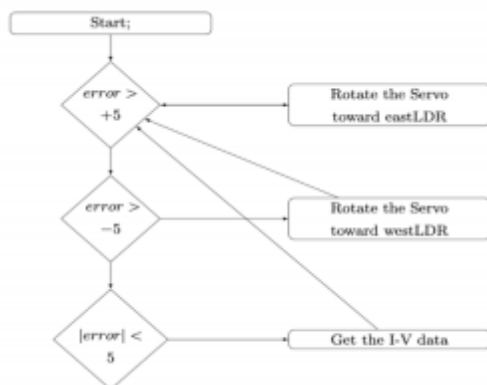 Start;
error >
+5
Rotate the Servo
toward eastLDR
error >
−5
Rotate the Servo
toward westLDR
|error| <
5
Get the I-V data